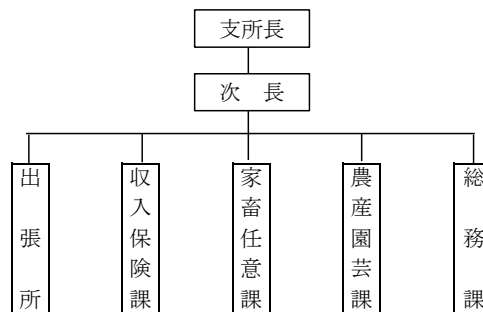 支所長
次 長
出張所
収入保険課
家畜任意課
農産園芸課
総務課